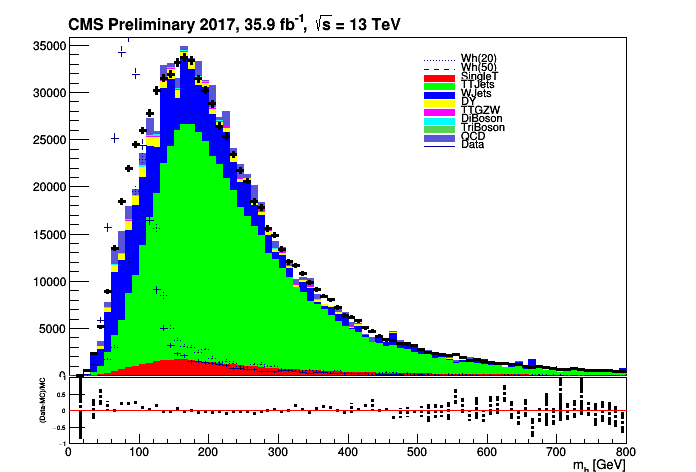 CMS Preliminary 2017, 35.9 fb⁻¹, √s = 13 TeV
35000
30000
25000
20000
15000
10000
5000
0
Wh(20)
Wh(50)
SingleT
TTJets
WJets
DY
TTGZW
DiBoson
TriBoson
QCD
Data
(Data-MC)/MC
1
0.5
0
-0.5
-1
0 100 200 300 400 500 600 700 800
m_h [GeV]